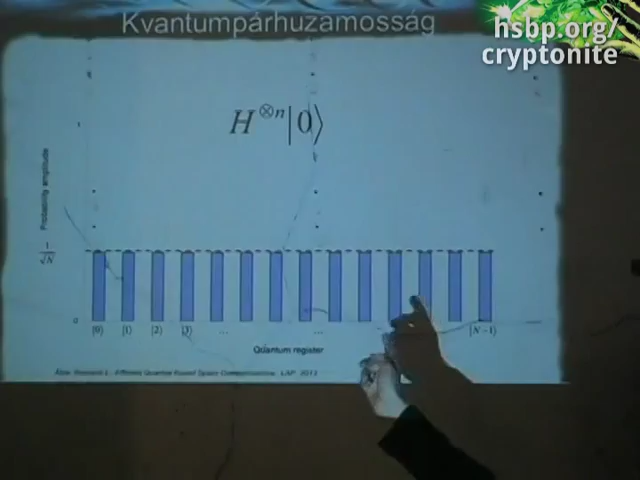 Kvantumpárhuzamosság
hsbp.org/
cryptonite
H^{⊗n}|0⟩
Probability amplitude
1/√N
0
|0⟩ |1⟩ |2⟩ |3⟩ ... ... |N-1⟩
Quantum register